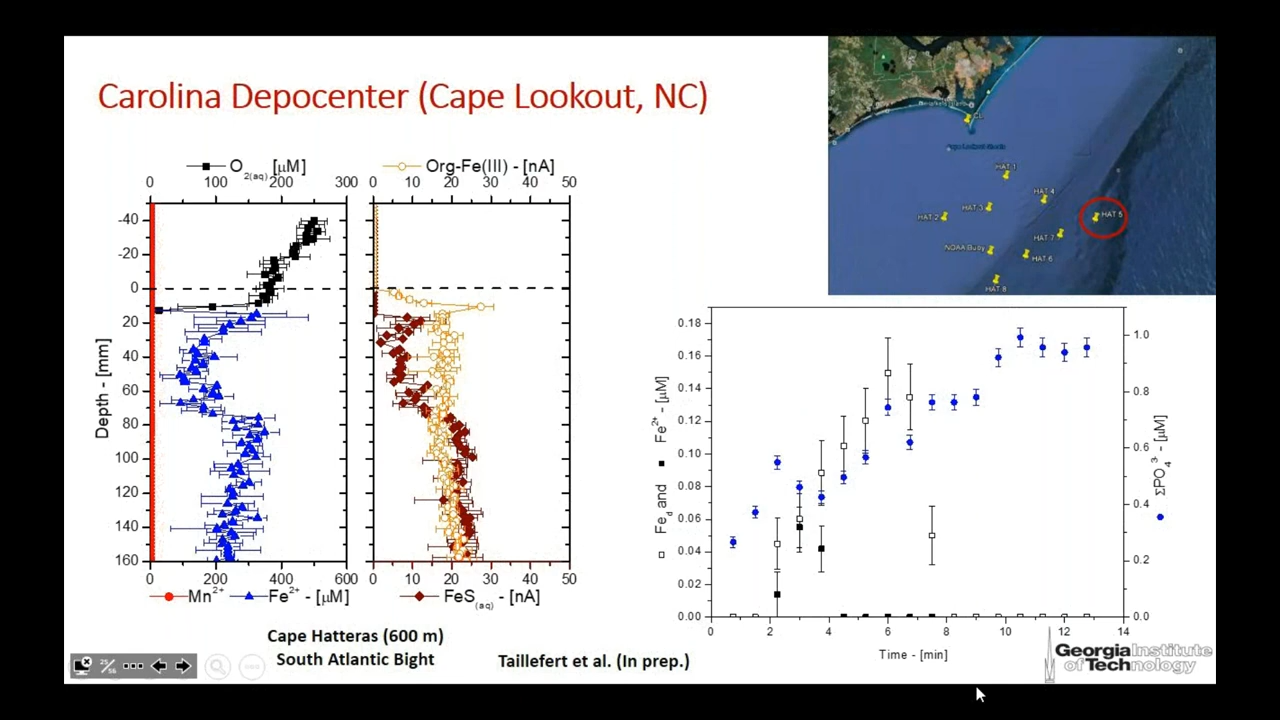 Carolina Depocenter (Cape Lookout, NC)
O2(aq) [µM]
0 100 200 300
Org-Fe(III) - [nA]
0 10 20 30 40 50
Depth - [mm]
-40
-20
0
20
40
60
80
100
120
140
160
0 200 400 600
0 10 20 30 40 50
Mn2+ Fe2+ - [µM]
FeS(aq) - [nA]
Cape Hatteras (600 m)
South Atlantic Bight
Taillefert et al. (In prep.)
25/56
CL
HAT 1
HAT 4
HAT 3
HAT 2
HAT 5
HAT 7
NOAA Buoy
HAT 6
HAT 8
Fed and Fe2+ - [µM]
0.18
0.16
0.14
0.12
0.10
0.08
0.06
0.04
0.02
0.00
1.0
0.8
0.6
0.4
0.2
0.0
ΣPO43- - [µM]
0 2 4 6 8 10 12 14
Time - [min]
Georgia Institute
of Technology